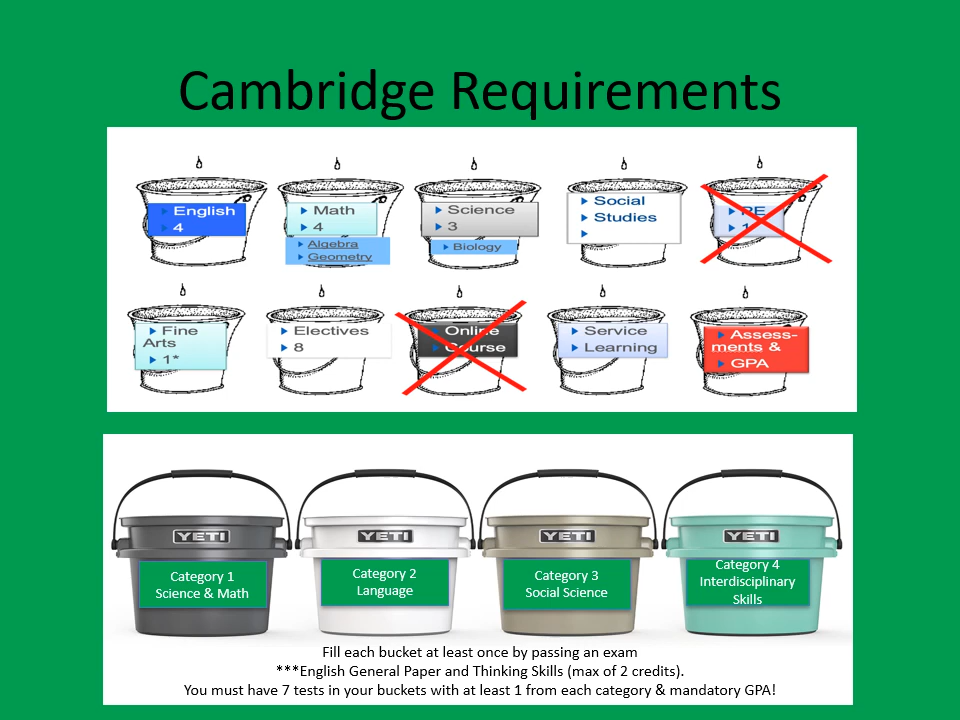 Cambridge Requirements
English
4
Math
4
Algebra
Geometry
Science
3
Biology
Social
Studies
PE
1
Fine
Arts
1*
Electives
8
Online
Course
Service
Learning
Assess-
ments &
GPA
YETI
YETI
YETI
YETI
Category 1
Science & Math
Category 2
Language
Category 3
Social Science
Category 4
Interdisciplinary
Skills
Fill each bucket at least once by passing an exam
***English General Paper and Thinking Skills (max of 2 credits).
You must have 7 tests in your buckets with at least 1 from each category & mandatory GPA!